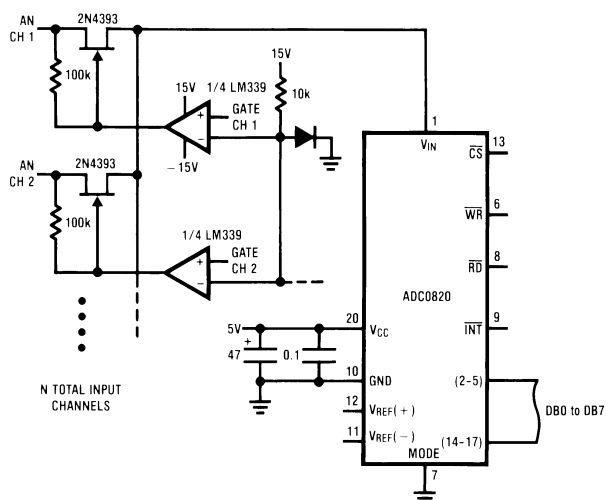 AN
CH 1
2N4393
100k
15V
1/4 LM339
+
−
GATE
CH 1
−15V
15V
10k
AN
CH 2
2N4393
100k
1/4 LM339
+
−
GATE
CH 2
N TOTAL INPUT
CHANNELS
1
VIN
CS 13
WR 6
RD 8
ADC0820
INT 9
5V
20 VCC
+
47
0.1
10 GND
(2-5)
DB0 to DB7
12 VREF(+)
11 VREF(−)
(14-17)
MODE
7